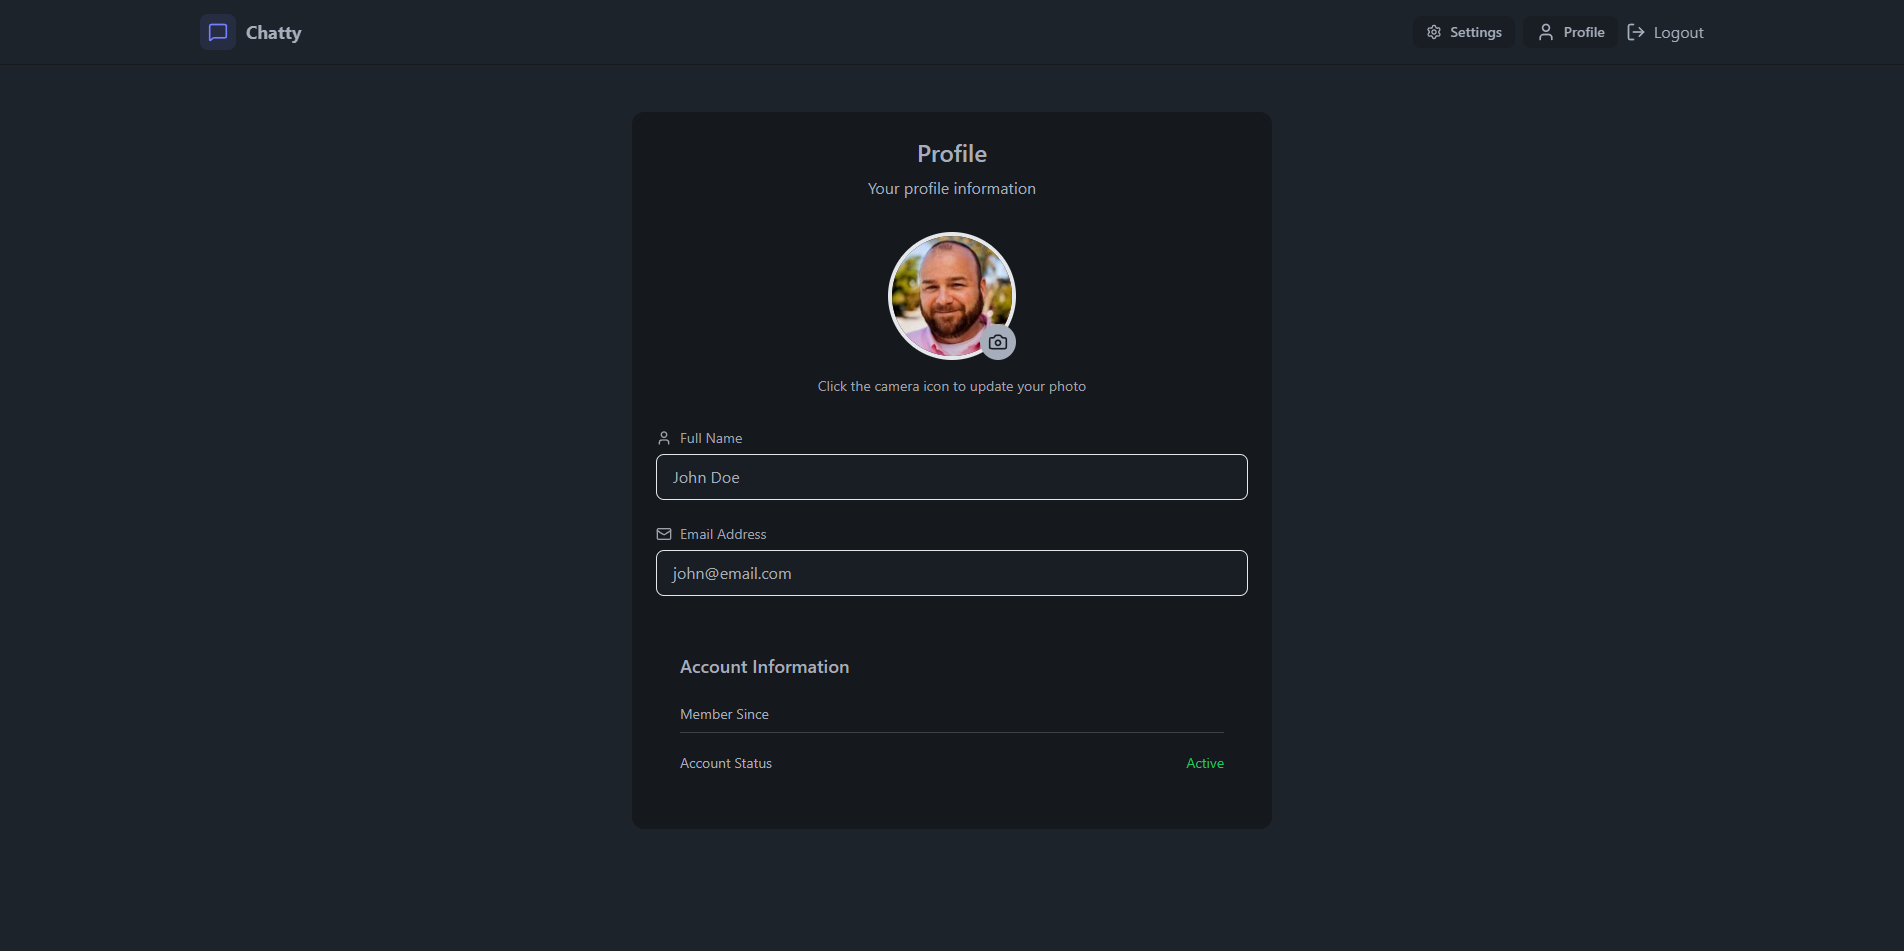 Chatty
Settings
Profile
Logout
Profile
Your profile information
Click the camera icon to update your photo
Full Name
John Doe
Email Address
john@email.com
Account Information
Member Since
Account Status
Active